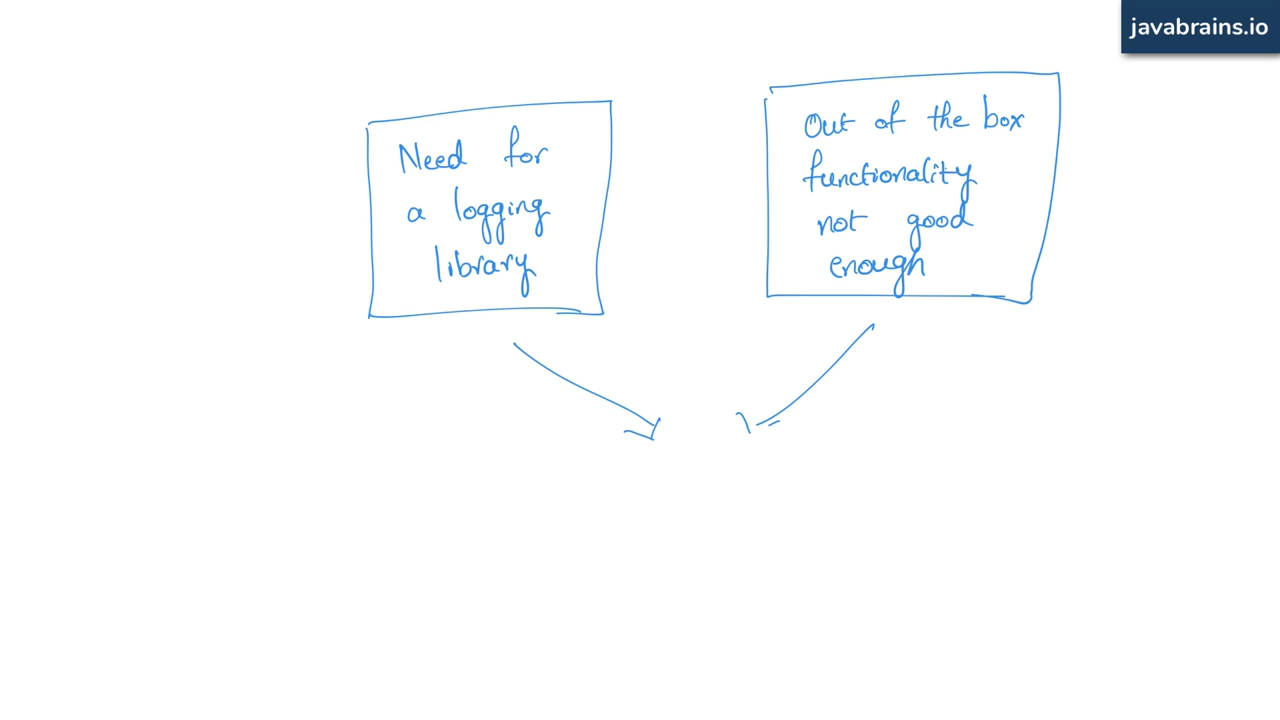 javabrains.io
Need for
a logging
library
Out of the box
functionality
not good
enough